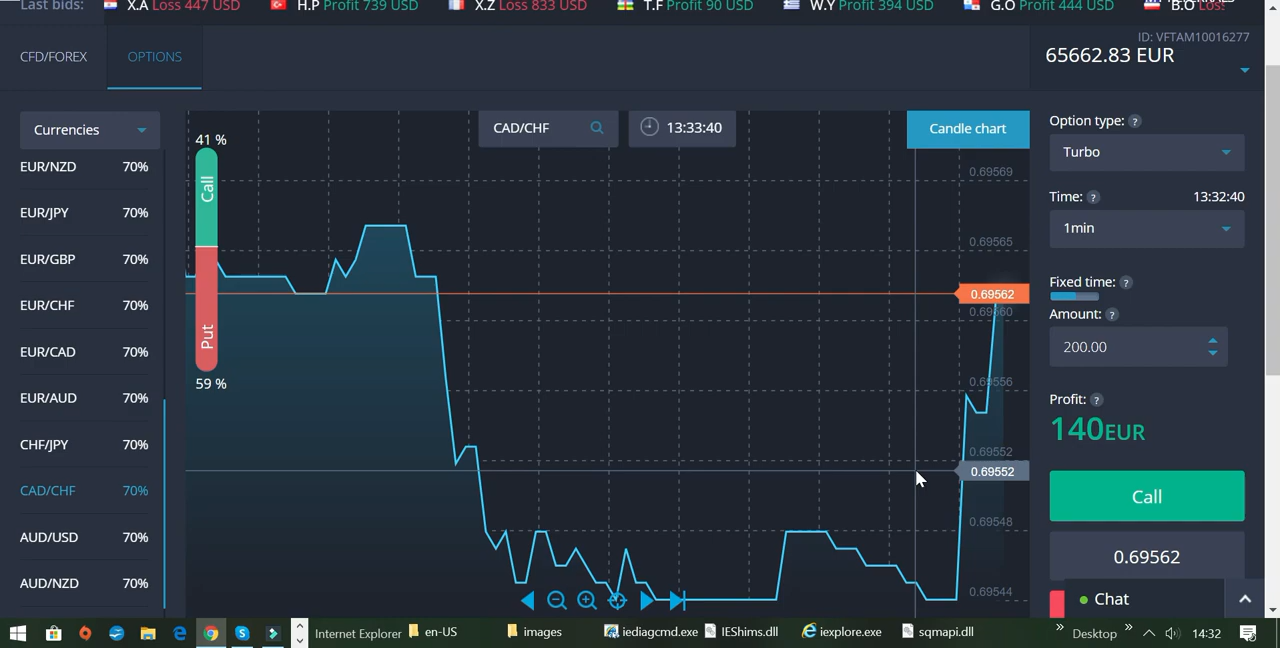 Last bids: X.A Loss 447 USD H.P Profit 739 USD X.Z Loss 833 USD T.F Profit 90 USD W.Y Profit 394 USD G.O Profit 444 USD B.O Loss
ID: VFTAM10016277
CFD/FOREX OPTIONS 65662.83 EUR
Currencies
EUR/NZD 70%
EUR/JPY 70%
EUR/GBP 70%
EUR/CHF 70%
EUR/CAD 70%
EUR/AUD 70%
CHF/JPY 70%
CAD/CHF 70%
AUD/USD 70%
AUD/NZD 70%
41 %
Call
Put
59 %
CAD/CHF 13:33:40 Candle chart
0.69569
0.69565
0.69562
0.69560
0.69556
0.69552
0.69552
0.69548
0.69544
Option type: ?
Turbo
Time: ? 13:32:40
1min
Fixed time: ?
Amount: ?
200.00
Profit: ?
140EUR
Call
0.69562
Chat
Internet Explorer en-US images iediagcmd.exe IEShims.dll iexplore.exe sqmapi.dll Desktop 14:32